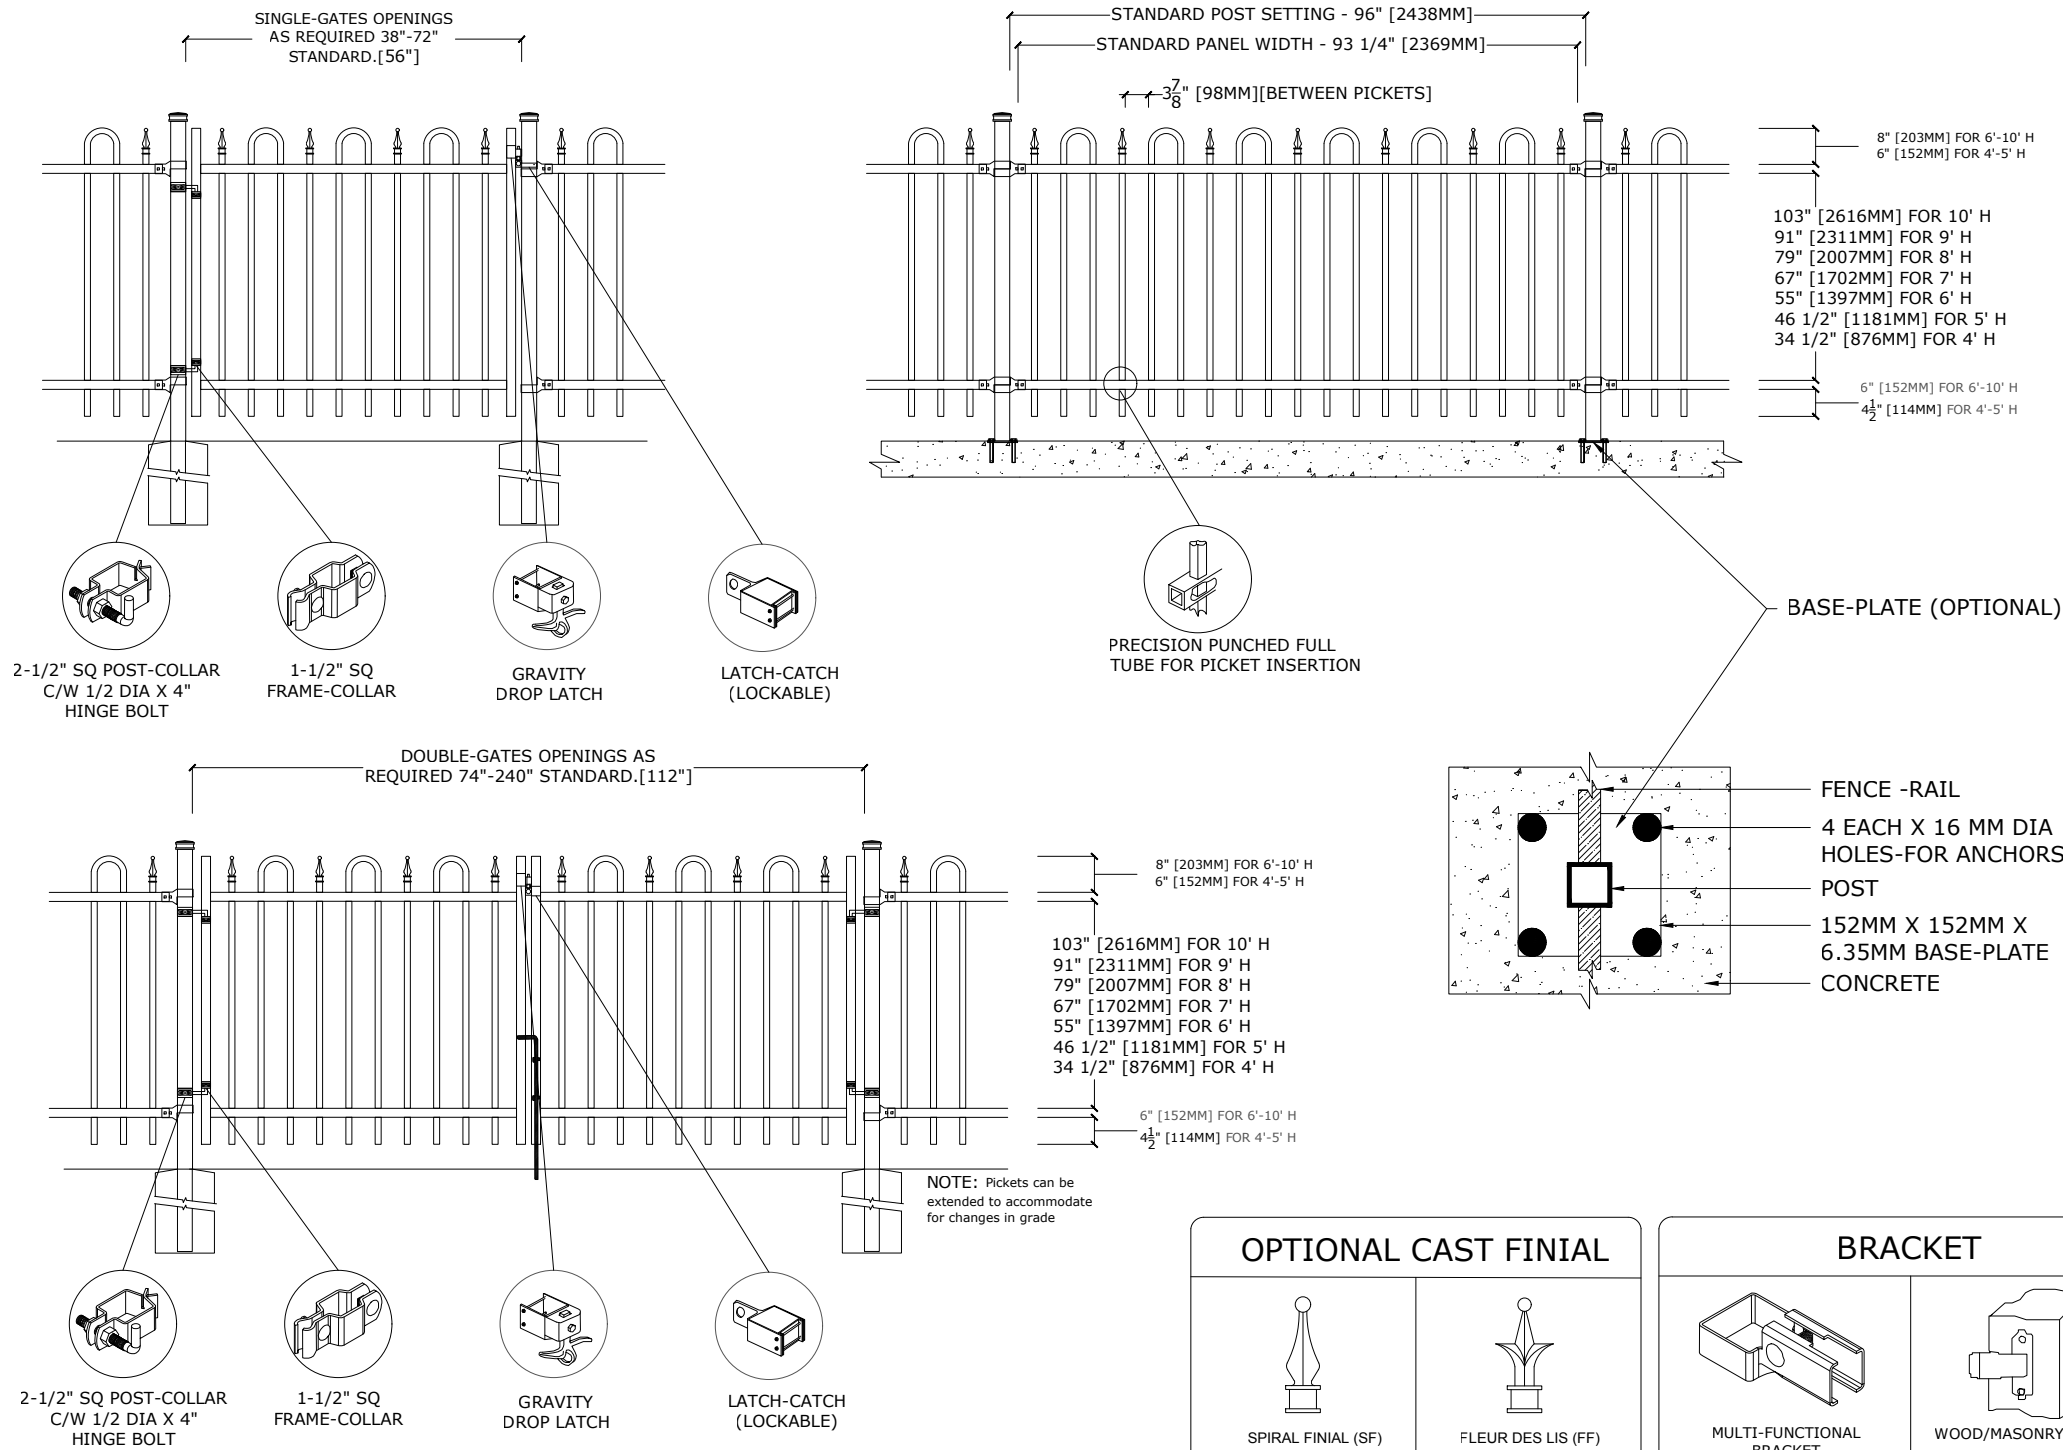 SINGLE-GATES OPENINGS
AS REQUIRED 38"-72"
STANDARD.[56"]
STANDARD POST SETTING - 96" [2438MM]
STANDARD PANEL WIDTH - 93 1/4" [2369MM]
3 7/8" [98MM][BETWEEN PICKETS]
8" [203MM] FOR 6'-10' H
6" [152MM] FOR 4'-5' H
103" [2616MM] FOR 10' H
91" [2311MM] FOR 9' H
79" [2007MM] FOR 8' H
67" [1702MM] FOR 7' H
55" [1397MM] FOR 6' H
46 1/2" [1181MM] FOR 5' H
34 1/2" [876MM] FOR 4' H
6" [152MM] FOR 6'-10' H
4 1/2" [114MM] FOR 4'-5' H
2-1/2" SQ POST-COLLAR
C/W 1/2 DIA X 4"
HINGE BOLT
1-1/2" SQ
FRAME-COLLAR
GRAVITY
DROP LATCH
LATCH-CATCH
(LOCKABLE)
PRECISION PUNCHED FULL
TUBE FOR PICKET INSERTION
BASE-PLATE (OPTIONAL)
DOUBLE-GATES OPENINGS AS
REQUIRED 74"-240" STANDARD.[112"]
8" [203MM] FOR 6'-10' H
6" [152MM] FOR 4'-5' H
103" [2616MM] FOR 10' H
91" [2311MM] FOR 9' H
79" [2007MM] FOR 8' H
67" [1702MM] FOR 7' H
55" [1397MM] FOR 6' H
46 1/2" [1181MM] FOR 5' H
34 1/2" [876MM] FOR 4' H
6" [152MM] FOR 6'-10' H
4 1/2" [114MM] FOR 4'-5' H
FENCE -RAIL
4 EACH X 16 MM DIA
HOLES-FOR ANCHORS
POST
152MM X 152MM X
6.35MM BASE-PLATE
CONCRETE
NOTE: Pickets can be
extended to accommodate
for changes in grade
2-1/2" SQ POST-COLLAR
C/W 1/2 DIA X 4"
HINGE BOLT
1-1/2" SQ
FRAME-COLLAR
GRAVITY
DROP LATCH
LATCH-CATCH
(LOCKABLE)
OPTIONAL CAST FINIAL
SPIRAL FINIAL (SF)
FLEUR DES LIS (FF)
BRACKET
MULTI-FUNCTIONAL
BRACKET
WOOD/MASONRY